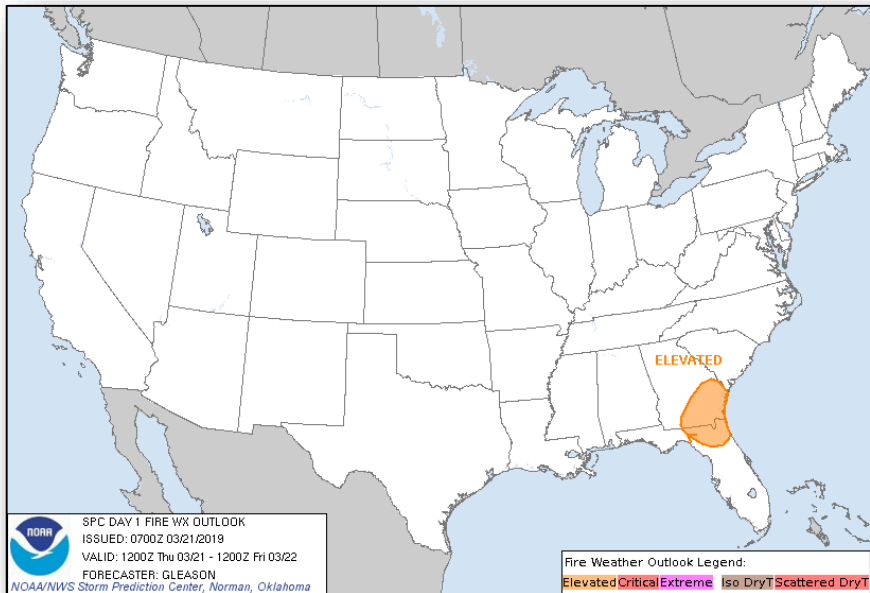 ELEVATED
NOAA
SPC DAY 1 FIRE WX OUTLOOK
ISSUED: 0700Z 03/21/2019
VALID: 1200Z Thu 03/21 - 1200Z Fri 03/22
FORECASTER: GLEASON
NOAA/NWS Storm Prediction Center, Norman, Oklahoma
Fire Weather Outlook Legend:
Elevated Critical Extreme Iso DryT Scattered DryT